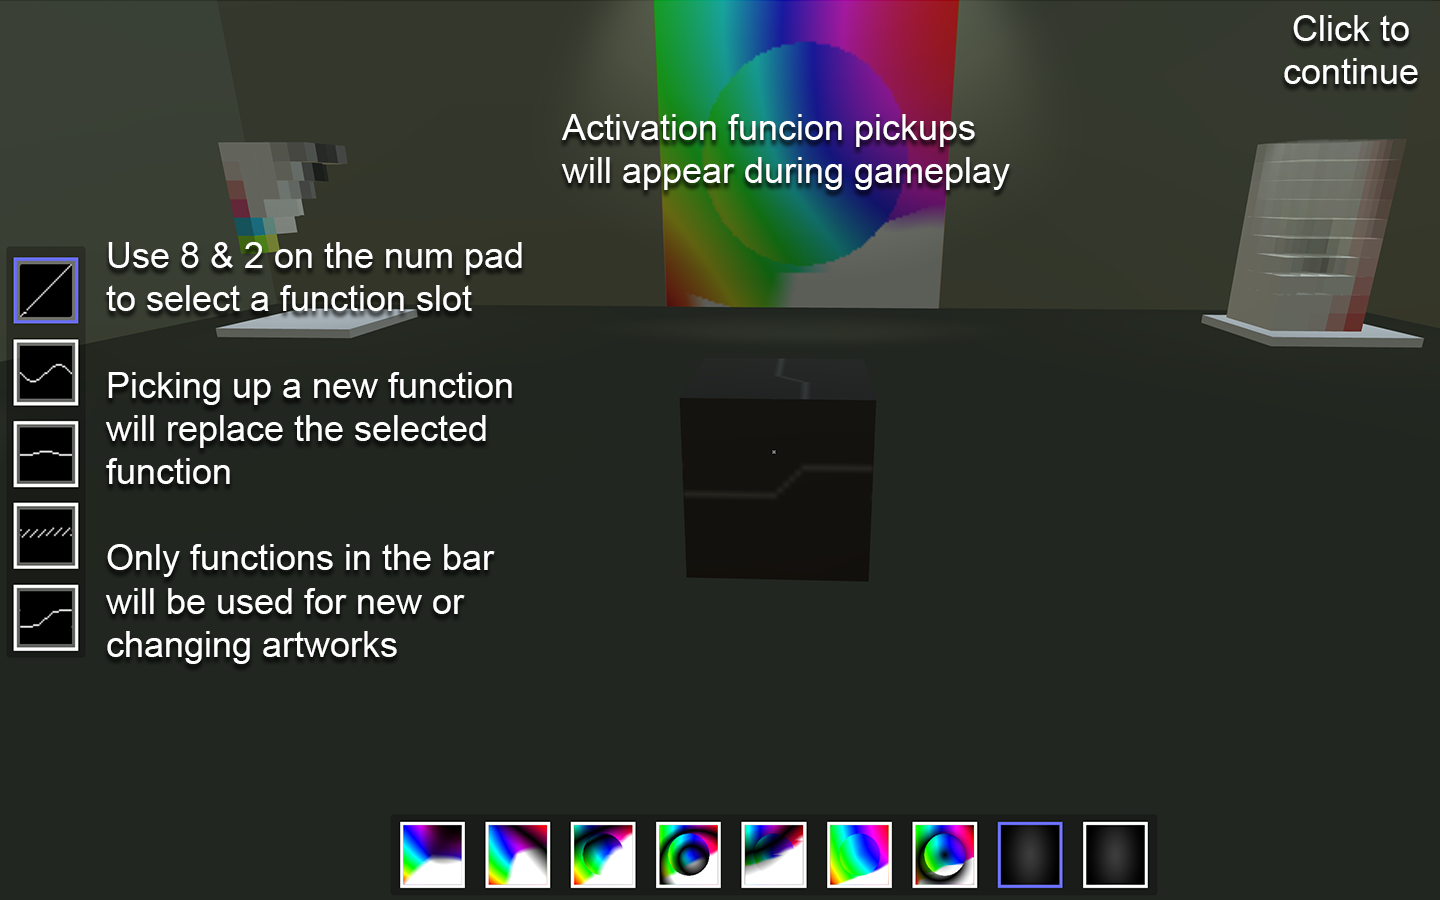 Click to
continue
Activation funcion pickups
will appear during gameplay
Use 8 & 2 on the num pad
to select a function slot
Picking up a new function
will replace the selected
function
Only functions in the bar
will be used for new or
changing artworks